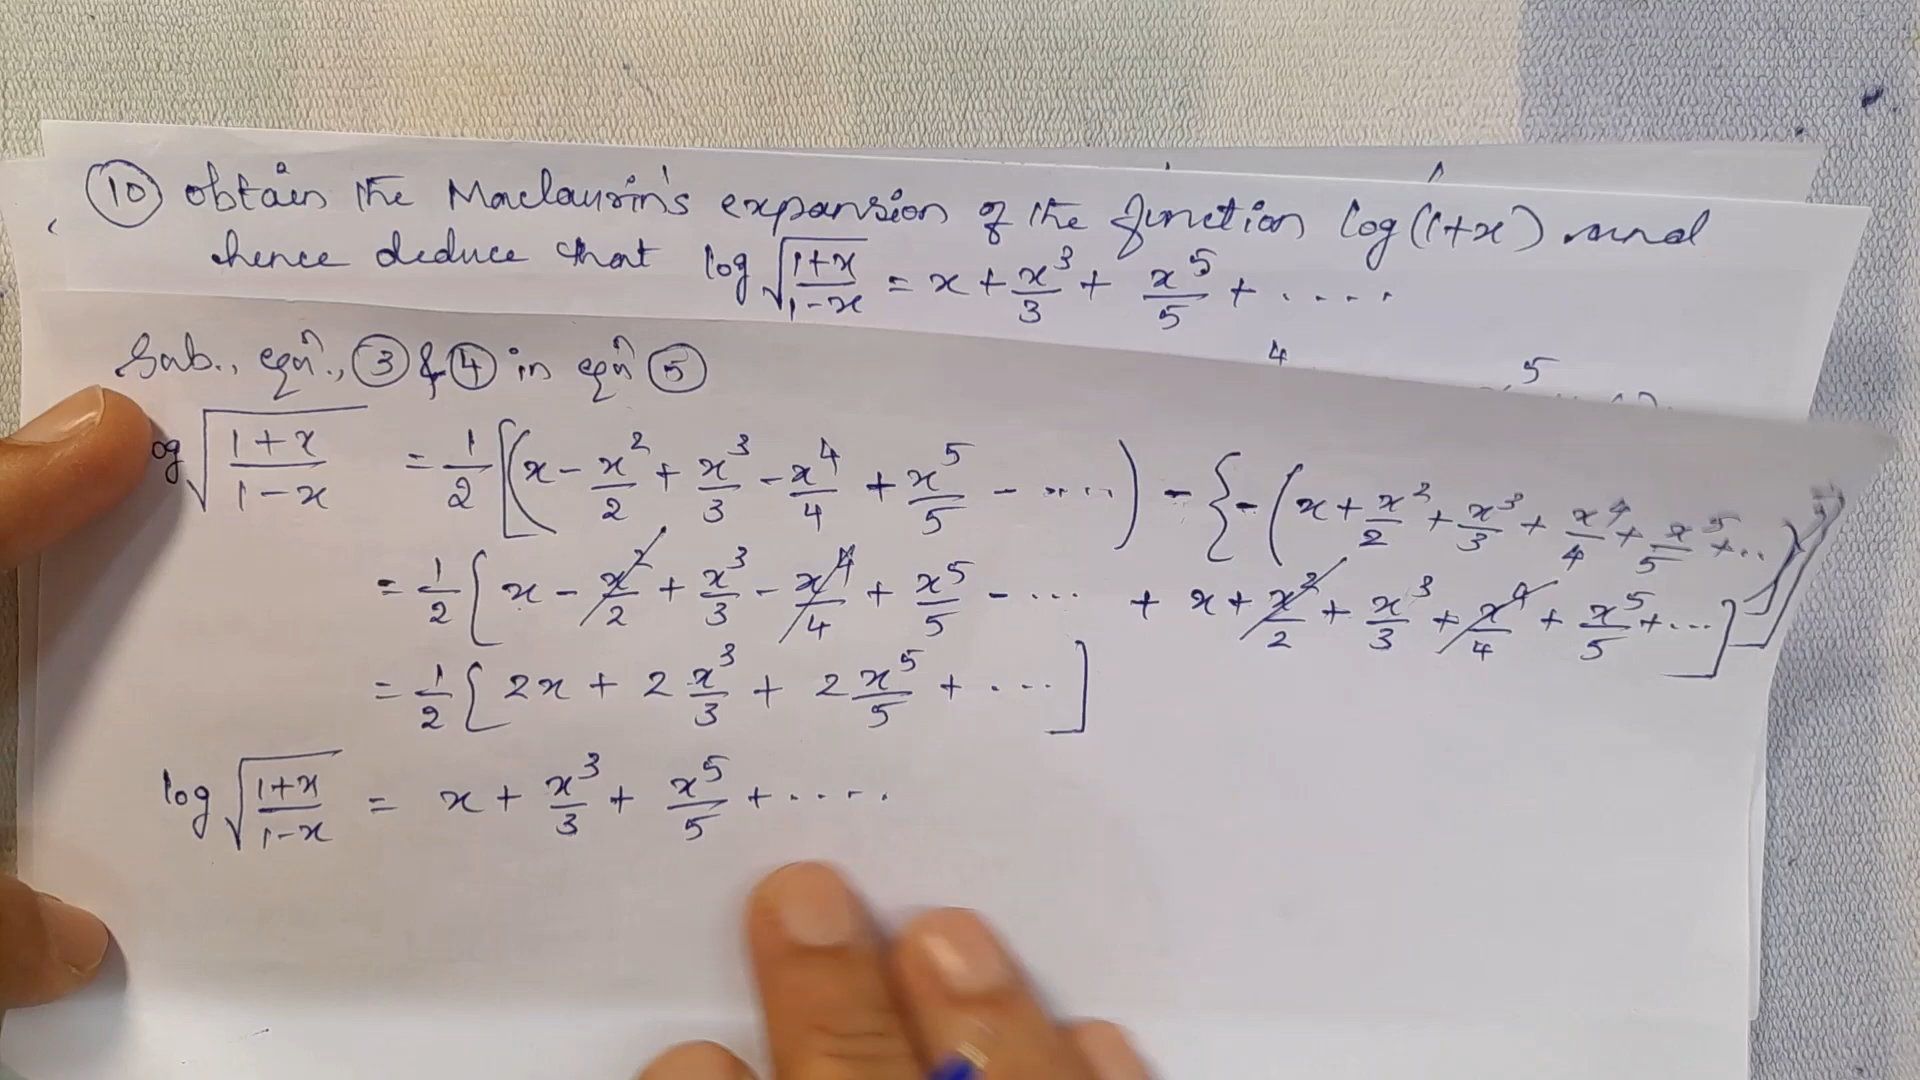 ⑩ obtain the Maclaurin's expansion of the function log(1+x) and
hence deduce that log √((1+x)/(1-x)) = x + x³/3 + x⁵/5 + ....
4
5
Sub., eqn., ③ & ④ in eqn ⑤
og √((1+x)/(1-x)) = 1/2 [(x - x²/2 + x³/3 - x⁴/4 + x⁵/5 - ....) - {-(x + x²/2 + x³/3 + x⁴/4 + x⁵/5 + ..)}]
= 1/2 [x - x²/2 + x³/3 - x⁴/4 + x⁵/5 - ... + x + x²/2 + x³/3 + x⁴/4 + x⁵/5 + ...]
= 1/2 [2x + 2 x³/3 + 2 x⁵/5 + ....]
log √((1+x)/(1-x)) = x + x³/3 + x⁵/5 + .....